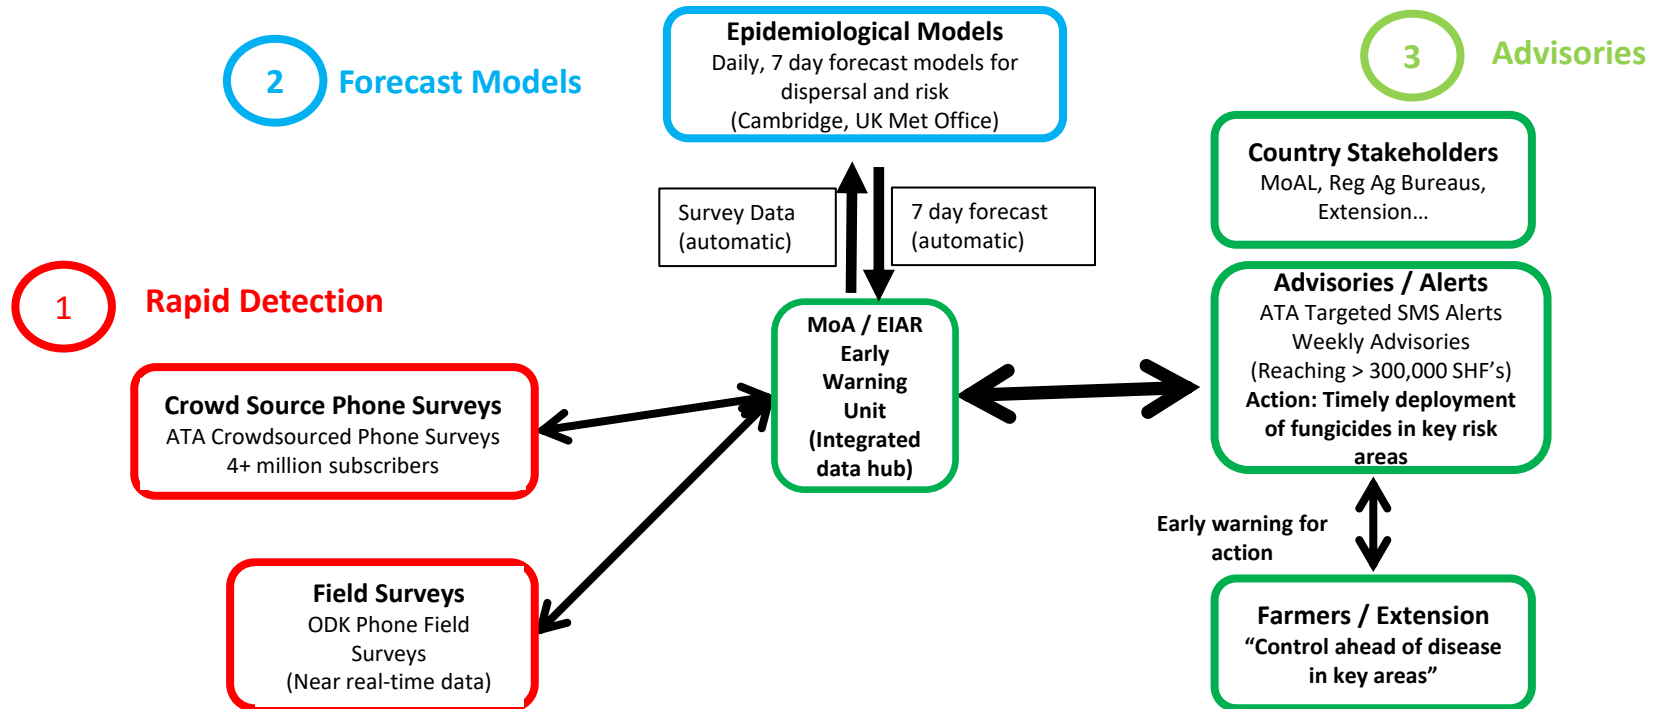 2
Forecast Models
Epidemiological Models
Daily, 7 day forecast models for
dispersal and risk
(Cambridge, UK Met Office)
3
Advisories
Country Stakeholders
MoAL, Reg Ag Bureaus,
Extension…
Survey Data
(automatic)
7 day forecast
(automatic)
1
Rapid Detection
Crowd Source Phone Surveys
ATA Crowdsourced Phone Surveys
4+ million subscribers
Field Surveys
ODK Phone Field
Surveys
(Near real-time data)
MoA / EIAR
Early
Warning
Unit
(Integrated
data hub)
Advisories / Alerts
ATA Targeted SMS Alerts
Weekly Advisories
(Reaching > 300,000 SHF’s)
Action: Timely deployment
of fungicides in key risk
areas
Early warning for
action
Farmers / Extension
“Control ahead of disease
in key areas”